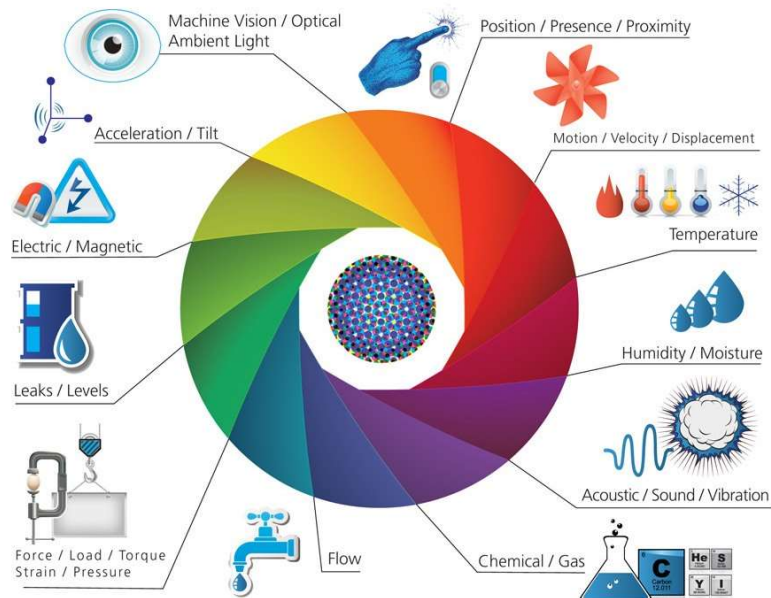 Machine Vision / Optical
Ambient Light
Position / Presence / Proximity
Acceleration / Tilt
Motion / Velocity / Displacement
Electric / Magnetic
Temperature
Leaks / Levels
Humidity / Moisture
Acoustic / Sound / Vibration
Force / Load / Torque
Strain / Pressure
Flow
Chemical / Gas
C
Carbon
12.011
He
S
Y
I